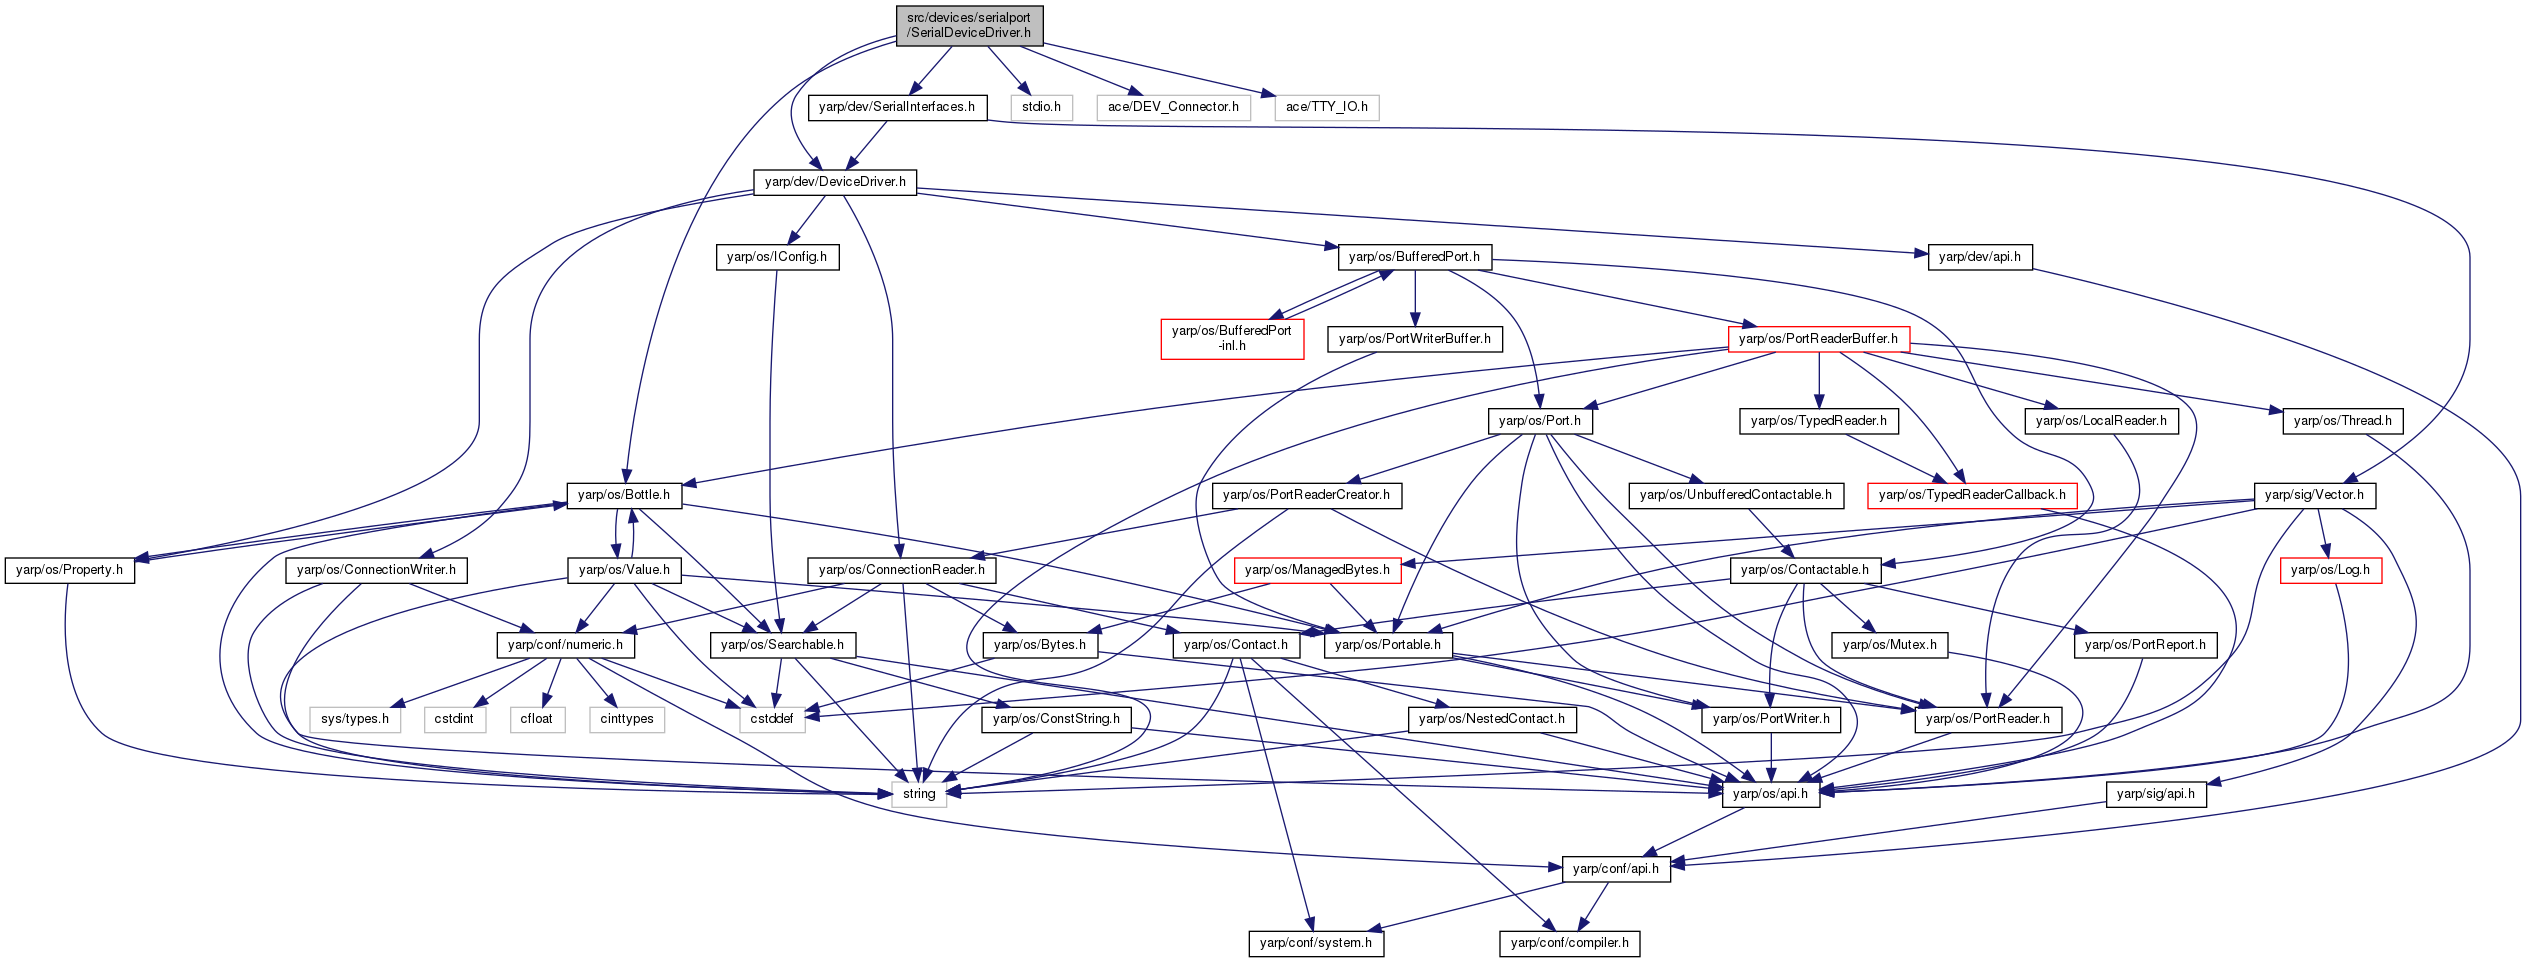 src/devices/serialport
/SerialDeviceDriver.h
yarp/dev/SerialInterfaces.h
stdio.h
ace/DEV_Connector.h
ace/TTY_IO.h
yarp/dev/DeviceDriver.h
yarp/os/IConfig.h
yarp/os/BufferedPort.h
yarp/dev/api.h
yarp/os/BufferedPort
-inl.h
yarp/os/PortWriterBuffer.h
yarp/os/PortReaderBuffer.h
yarp/os/Port.h
yarp/os/TypedReader.h
yarp/os/LocalReader.h
yarp/os/Thread.h
yarp/os/Bottle.h
yarp/os/PortReaderCreator.h
yarp/os/UnbufferedContactable.h
yarp/os/TypedReaderCallback.h
yarp/sig/Vector.h
yarp/os/Property.h
yarp/os/ConnectionWriter.h
yarp/os/Value.h
yarp/os/ConnectionReader.h
yarp/os/ManagedBytes.h
yarp/os/Contactable.h
yarp/os/Log.h
yarp/conf/numeric.h
yarp/os/Searchable.h
yarp/os/Bytes.h
yarp/os/Contact.h
yarp/os/Portable.h
yarp/os/Mutex.h
yarp/os/PortReport.h
sys/types.h
cstdint
cfloat
cinttypes
cstddef
yarp/os/ConstString.h
yarp/os/NestedContact.h
yarp/os/PortWriter.h
yarp/os/PortReader.h
string
yarp/os/api.h
yarp/sig/api.h
yarp/conf/api.h
yarp/conf/system.h
yarp/conf/compiler.h